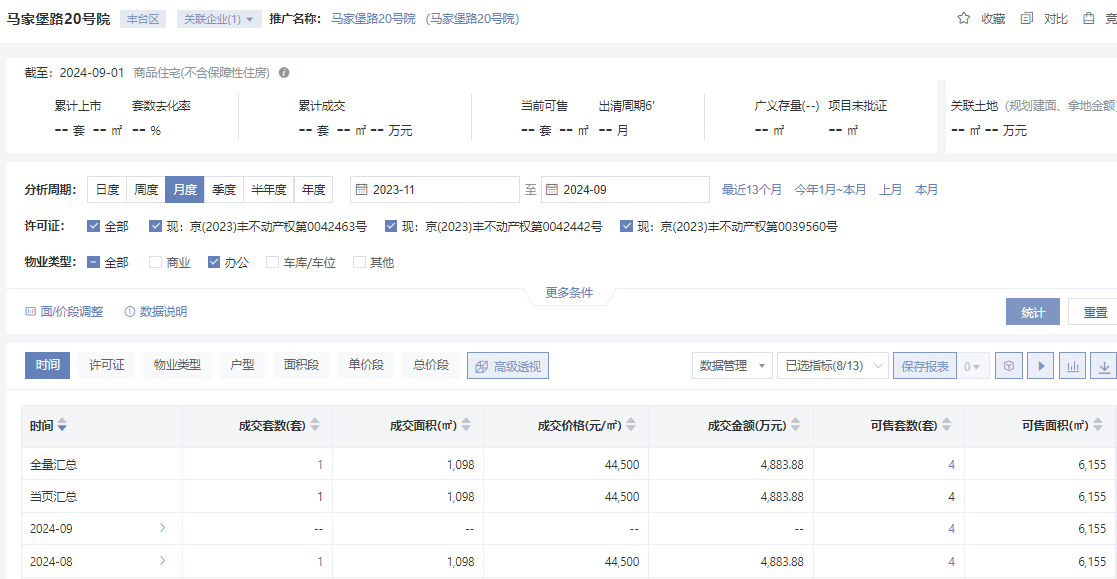 马家堡路20号院 丰台区 关联企业(1) 推广名称： 马家堡路20号院 (马家堡路20号院) 收藏 对比 竞
截至：2024-09-01 商品住宅(不含保障性住房)
累计上市 套数去化率 累计成交 当前可售 出清周期6' 广义存量(--) 项目未批证 关联土地 (规划建面、拿地金额)
-- 套 -- ㎡ -- % -- 套 -- ㎡ -- 万元 -- 套 -- ㎡ -- 月 -- ㎡ -- ㎡ -- ㎡ -- 万元
分析周期： 日度 周度 月度 季度 半年度 年度 2023-11 至 2024-09 最近13个月 今年1月~本月 上月 本月
许可证： 全部 现：京(2023)丰不动产权第0042463号 现：京(2023)丰不动产权第0042442号 现：京(2023)丰不动产权第0039560号
物业类型： 全部 商业 办公 车库/车位 其他
更多条件
面/价段调整 数据说明 统计 重置
时间 许可证 物业类型 户型 面积段 单价段 总价段 高级透视 数据管理 已选指标(8/13) 保存报表 0
时间 成交套数(套) 成交面积(㎡) 成交价格(元/㎡) 成交金额(万元) 可售套数(套) 可售面积(㎡)
全量汇总 1 1,098 44,500 4,883.88 4 6,155
当页汇总 1 1,098 44,500 4,883.88 4 6,155
2024-09 -- -- -- -- 4 6,155
2024-08 1 1,098 44,500 4,883.88 4 6,155